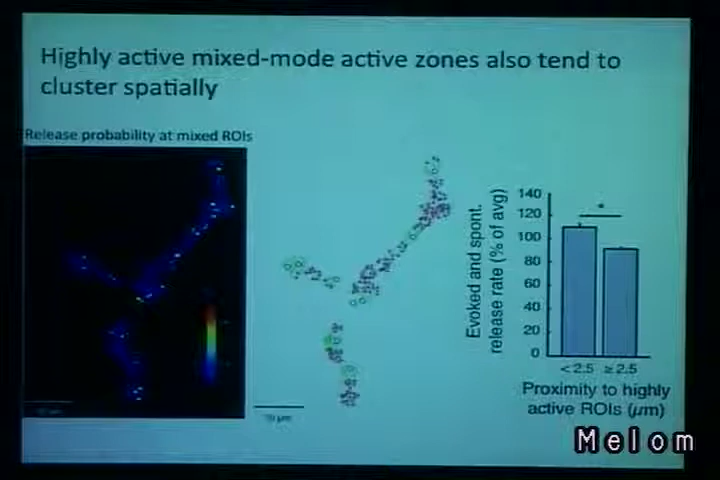 Highly active mixed-mode active zones also tend to
cluster spatially
Release probability at mixed ROIs
Evoked and spont.
release rate (% of avg)
140
120
100
80
60
40
20
0
*
< 2.5 ≥ 2.5
Proximity to highly
active ROIs (µm)
Melom